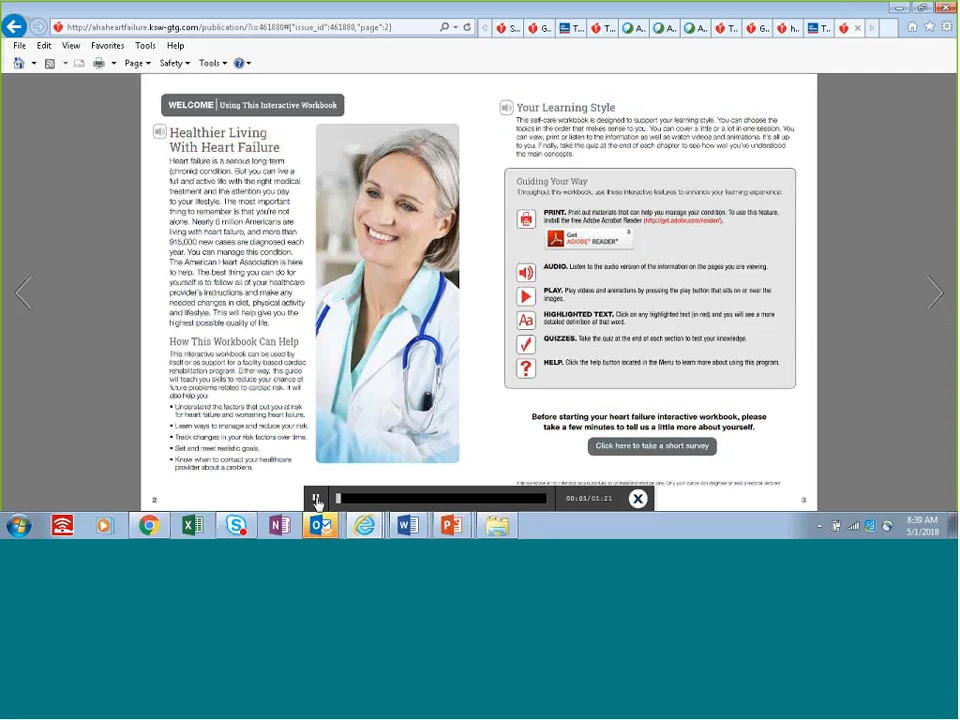 http://ahaheartfailure.ksw-gtg.com/publication/?i=461880#{"issue_id":461880,"page":2}
S...
G...
T...
T...
A...
A...
A...
T...
G...
h...
T...
File Edit View Favorites Tools Help
Page Safety Tools
WELCOME | Using This Interactive Workbook
Healthier Living
With Heart Failure
Heart failure is a serious long-term
(chronic) condition. But you can live a
full and active life with the right medical
treatment and the attention you pay
to your lifestyle. The most important
thing to remember is that you're not
alone. Nearly 6 million Americans are
living with heart failure, and more than
915,000 new cases are diagnosed each
year. You can manage this condition.
The American Heart Association is here
to help. The best thing you can do for
yourself is to follow all of your healthcare
provider's instructions and make any
needed changes in diet, physical activity
and lifestyle. This will help give you the
highest possible quality of life.
How This Workbook Can Help
This interactive workbook can be used by
itself or as support for a facility-based cardiac
rehabilitation program. Either way, this guide
will teach you skills to reduce your chance of
future problems related to cardiac risk. It will
also help you:
• Understand the factors that put you at risk
for heart failure and worsening heart failure.
• Learn ways to manage and reduce your risk.
• Track changes in your risk factors over time.
• Set and meet realistic goals.
• Know when to contact your healthcare
provider about a problem.
2
Your Learning Style
This self-care workbook is designed to support your learning style. You can choose the
topics in the order that makes sense to you. You can cover a little or a lot in one session. You
can view, print or listen to the information as well as watch videos and animations. It's all up
to you. Finally, take the quiz at the end of each chapter to see how well you've understood
the main concepts.
Guiding Your Way
Throughout this workbook, use these interactive features to enhance your learning experience:
PRINT. Print out materials that can help you manage your condition. To use this feature,
install the free Adobe Acrobat Reader (http://get.adobe.com/reader/).
Get
ADOBE® READER®
AUDIO. Listen to the audio version of the information on the pages you are viewing.
PLAY. Play videos and animations by pressing the play button that sits on or near the
images.
Aa
HIGHLIGHTED TEXT. Click on any highlighted text (in red) and you will see a more
detailed definition of that word.
QUIZZES. Take the quiz at the end of each section to test your knowledge.
?
HELP. Click the help button located in the Menu to learn more about using this program.
Before starting your heart failure interactive workbook, please
take a few minutes to tell us a little more about yourself.
Click here to take a short survey
3
00:01/01:21
8:39 AM
5/1/2018